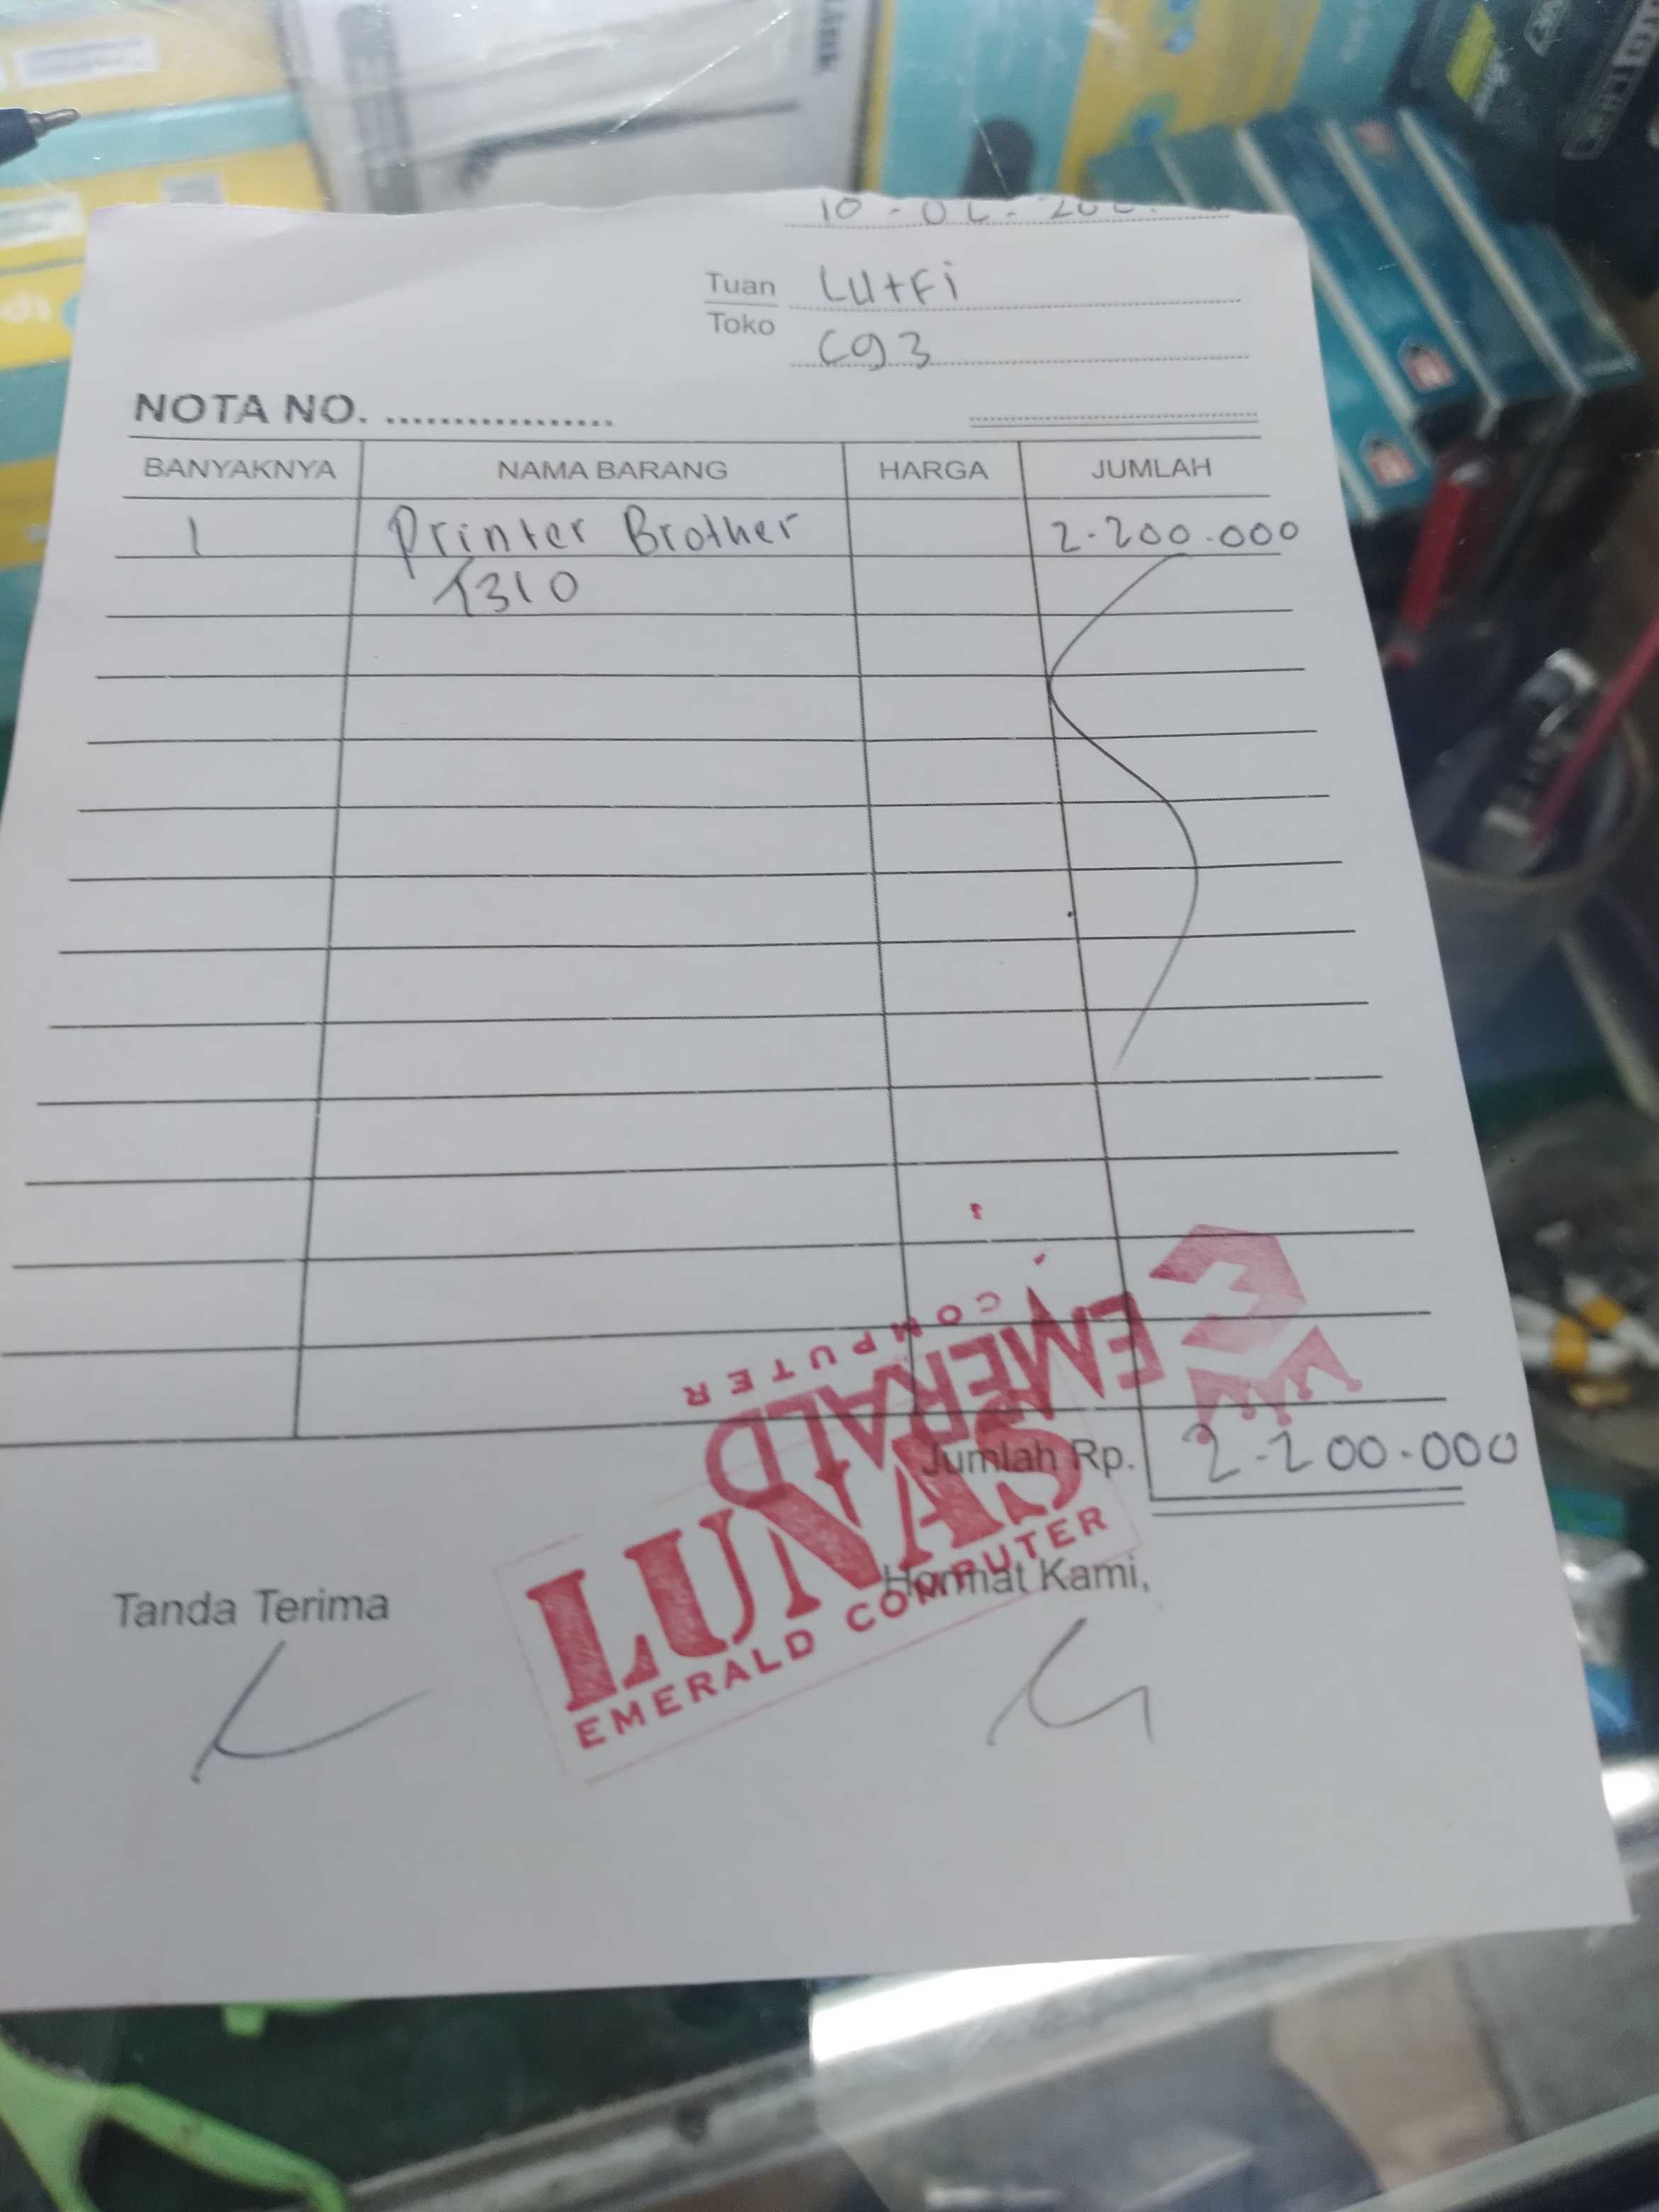 Tuan Lutfi
Toko
Cg3
NOTA NO. ..................
BANYAKNYA NAMA BARANG HARGA JUMLAH
1 Printer Brother 2.200.000
T310
EMERALD
COMPUTER
Jumlah Rp. 2.200.000
LUNAS
EMERALD COMPUTER
Tanda Terima Hormat Kami,